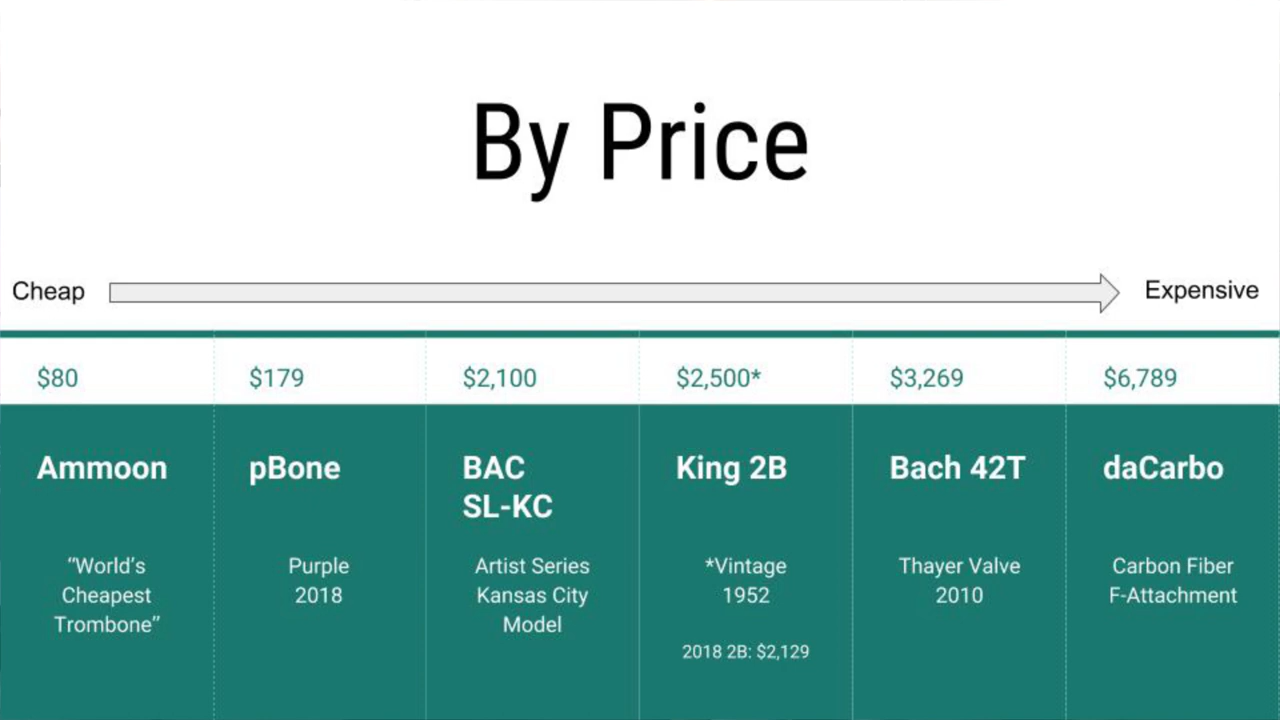 By Price
Cheap
Expensive
$80
$179
$2,100
$2,500*
$3,269
$6,789
Ammoon
“World’s
Cheapest
Trombone”
pBone
Purple
2018
BAC
SL-KC
Artist Series
Kansas City
Model
King 2B
*Vintage
1952
2018 2B: $2,129
Bach 42T
Thayer Valve
2010
daCarbo
Carbon Fiber
F-Attachment